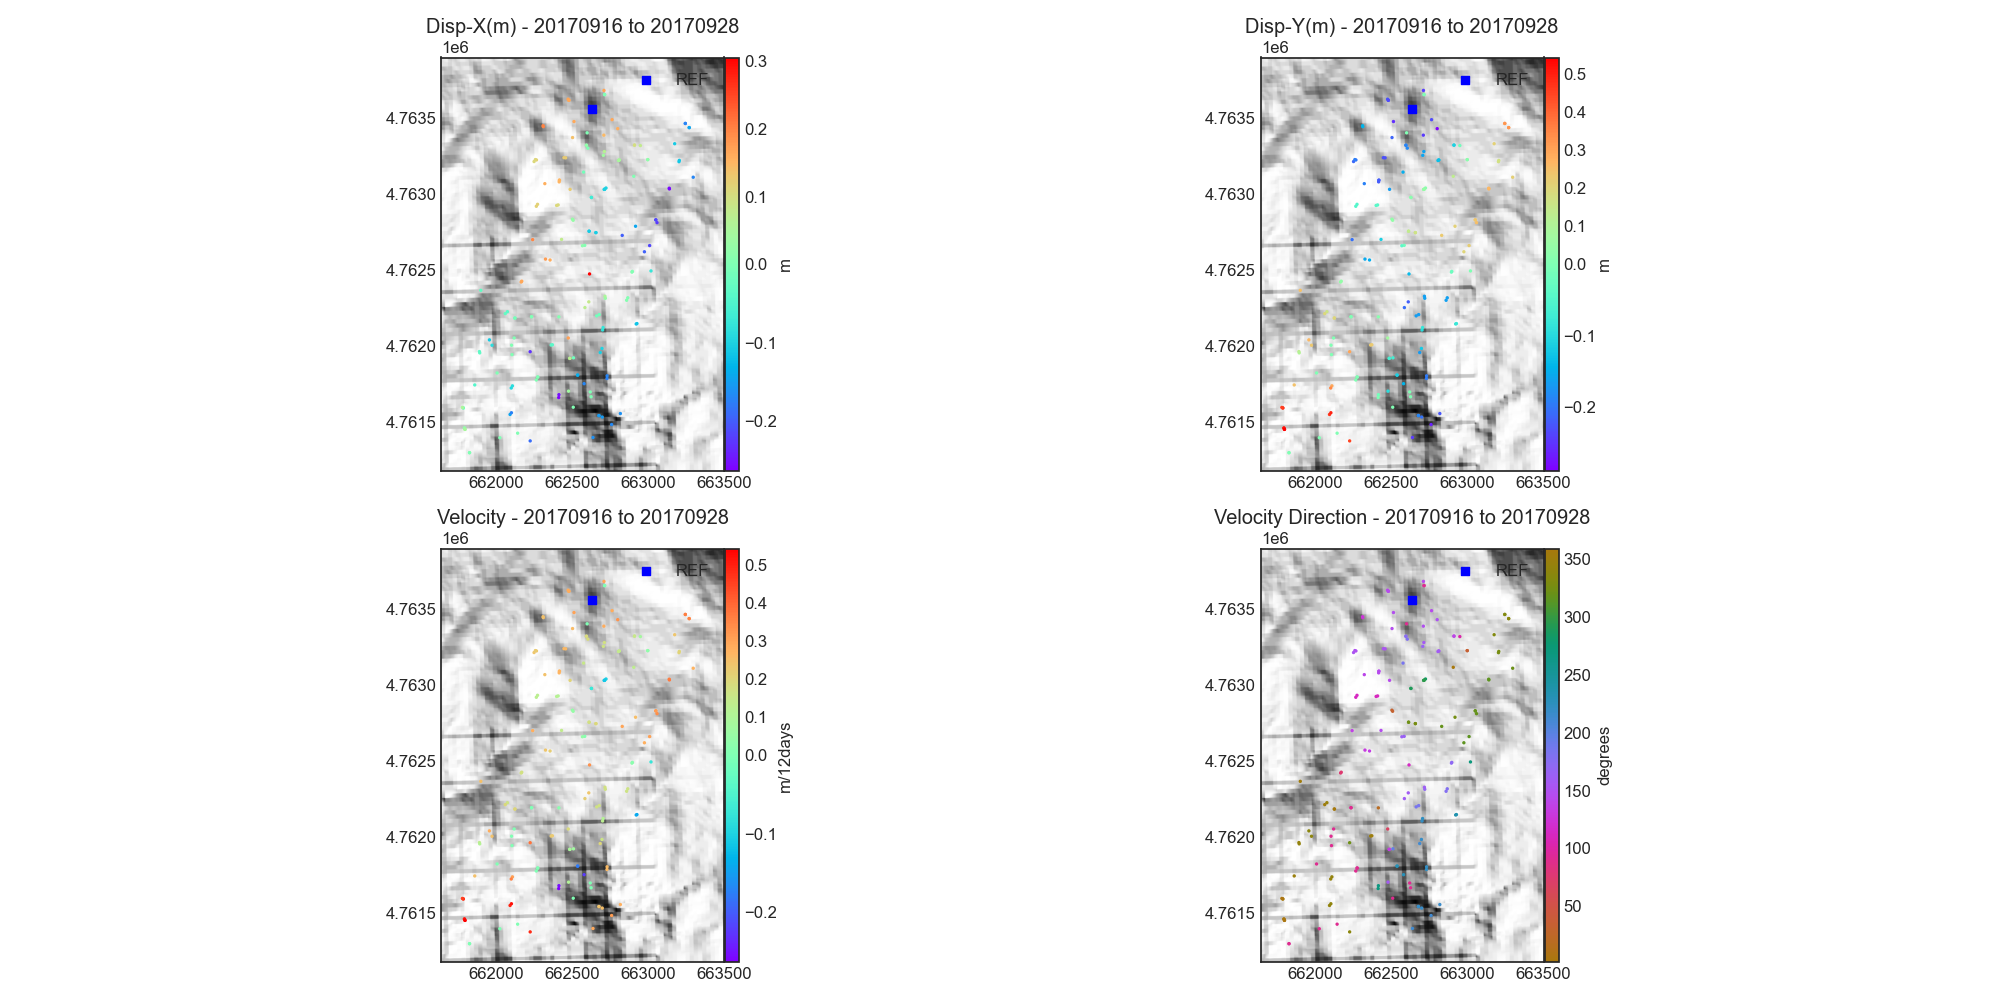 Disp-X(m) - 20170916 to 20170928
1e6
REF
4.7635
4.7630
4.7625
4.7620
4.7615
662000 662500 663000 663500
0.3
0.2
0.1
0.0
−0.1
−0.2
m
Disp-Y(m) - 20170916 to 20170928
1e6
REF
4.7635
4.7630
4.7625
4.7620
4.7615
662000 662500 663000 663500
0.5
0.4
0.3
0.2
0.1
0.0
−0.1
−0.2
m
Velocity - 20170916 to 20170928
1e6
REF
4.7635
4.7630
4.7625
4.7620
4.7615
662000 662500 663000 663500
0.5
0.4
0.3
0.2
0.1
0.0
−0.1
−0.2
m/12days
Velocity Direction - 20170916 to 20170928
1e6
REF
4.7635
4.7630
4.7625
4.7620
4.7615
662000 662500 663000 663500
350
300
250
200
150
100
50
degrees